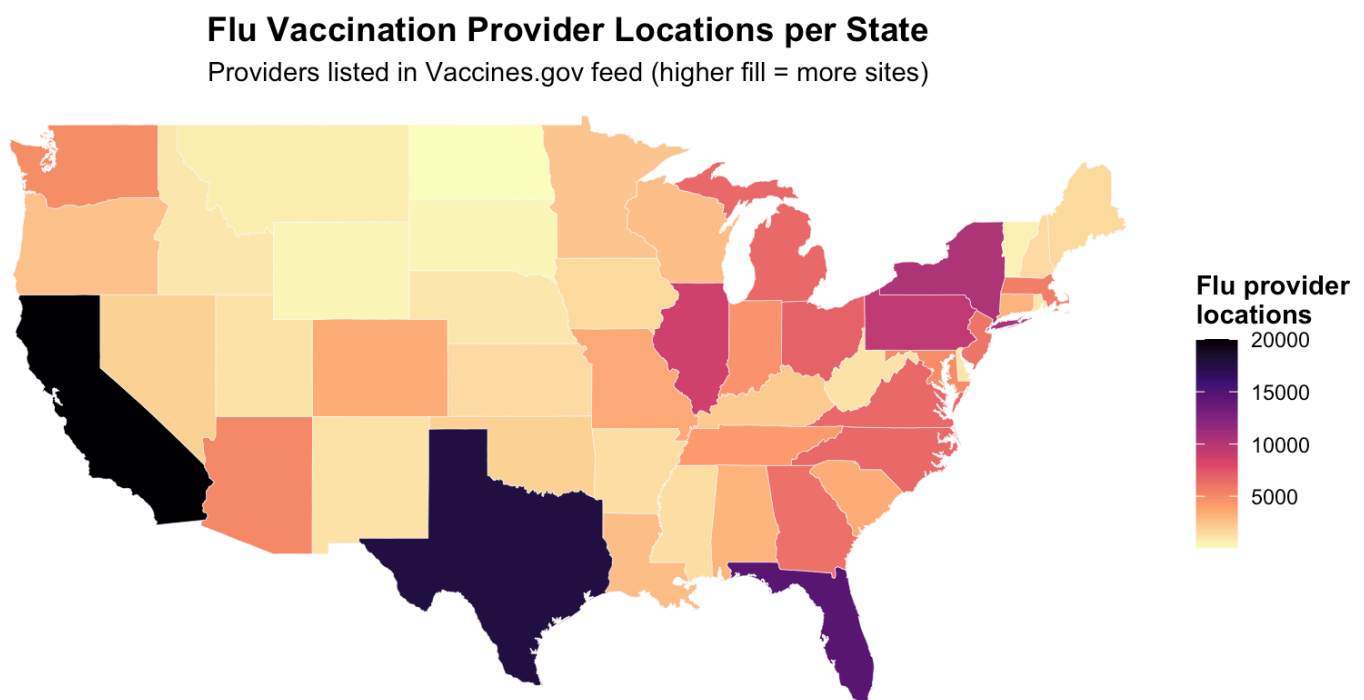 Flu Vaccination Provider Locations per State
Providers listed in Vaccines.gov feed (higher fill = more sites)
Flu provider
locations
20000
15000
10000
5000